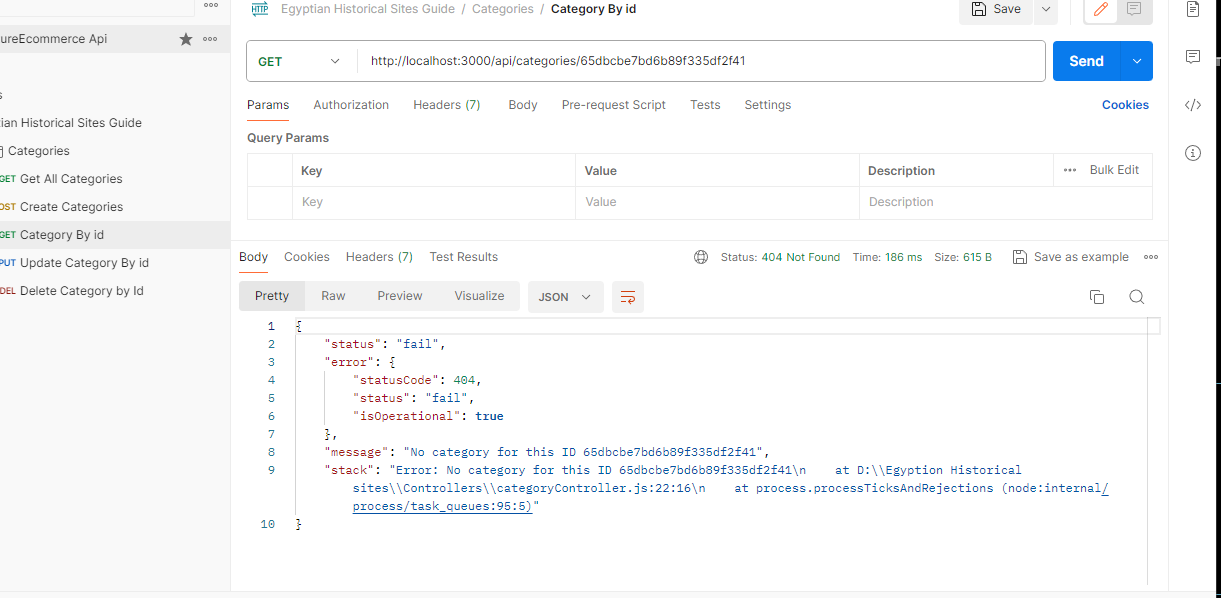 Egyptian Historical Sites Guide / Categories / Category By id
Save
ureEcommerce Api
GET http://localhost:3000/api/categories/65dbcbe7bd6b89f335df2f41 Send
Params Authorization Headers (7) Body Pre-request Script Tests Settings Cookies
Query Params
Key Value Description Bulk Edit
Key Value Description
s
ian Historical Sites Guide
Categories
GET Get All Categories
OST Create Categories
GET Category By id
PUT Update Category By id
DEL Delete Category by Id
Body Cookies Headers (7) Test Results Status: 404 Not Found Time: 186 ms Size: 615 B Save as example
Pretty Raw Preview Visualize JSON
1 {
2 "status": "fail",
3 "error": {
4 "statusCode": 404,
5 "status": "fail",
6 "isOperational": true
7 },
8 "message": "No category for this ID 65dbcbe7bd6b89f335df2f41",
9 "stack": "Error: No category for this ID 65dbcbe7bd6b89f335df2f41\n    at D:\\Egyption Historical
sites\\Controllers\\categoryController.js:22:16\n    at process.processTicksAndRejections (node:internal/
process/task_queues:95:5)"
10 }